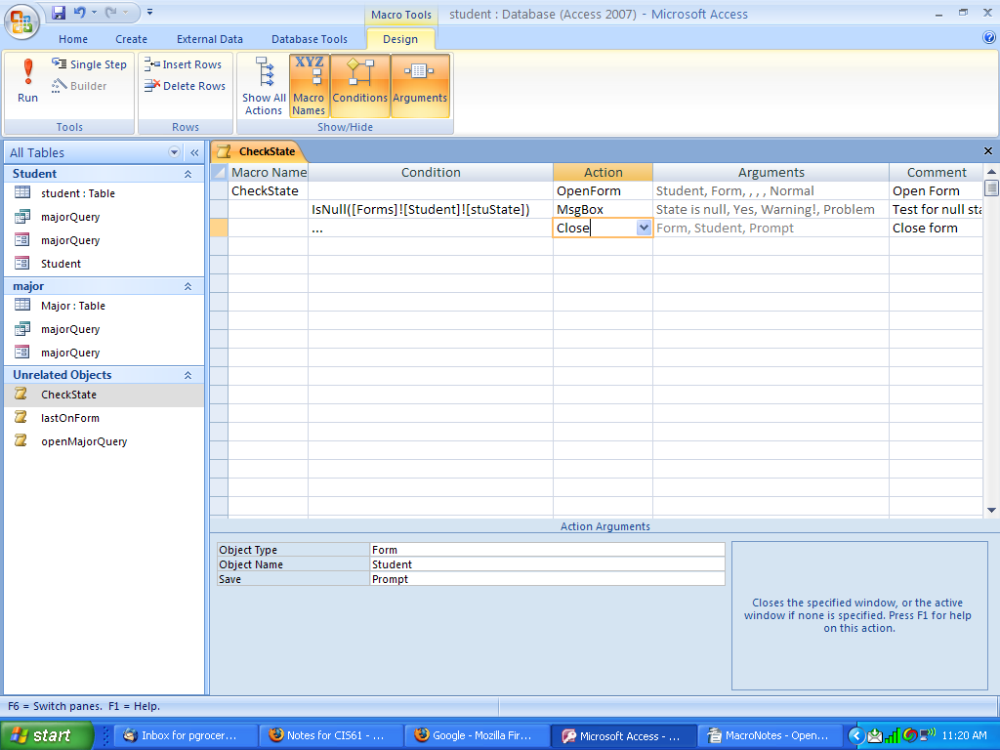 Macro Tools
student : Database (Access 2007) - Microsoft Access
Home
Create
External Data
Database Tools
Design
Run
Single Step
Builder
Tools
Insert Rows
Delete Rows
Rows
Show All
Actions
XYZ
Macro
Names
Conditions
Arguments
Show/Hide
All Tables
«
Student
student : Table
majorQuery
majorQuery
Student
major
Major : Table
majorQuery
majorQuery
Unrelated Objects
CheckState
lastOnForm
openMajorQuery
CheckState
Macro Name Condition Action Arguments Comment
CheckState OpenForm Student, Form, , , , Normal Open Form
IsNull([Forms]![Student]![stuState]) MsgBox State is null, Yes, Warning!, Problem Test for null sta
... Close Form, Student, Prompt Close form
Action Arguments
Object Type Form
Object Name Student
Save Prompt
Closes the specified window, or the active
window if none is specified. Press F1 for help
on this action.
F6 = Switch panes. F1 = Help.
start
Inbox for pgrocer...
Notes for CIS61 - ...
Google - Mozilla Fir...
Microsoft Access - ...
MacroNotes - Open...
11:20 AM